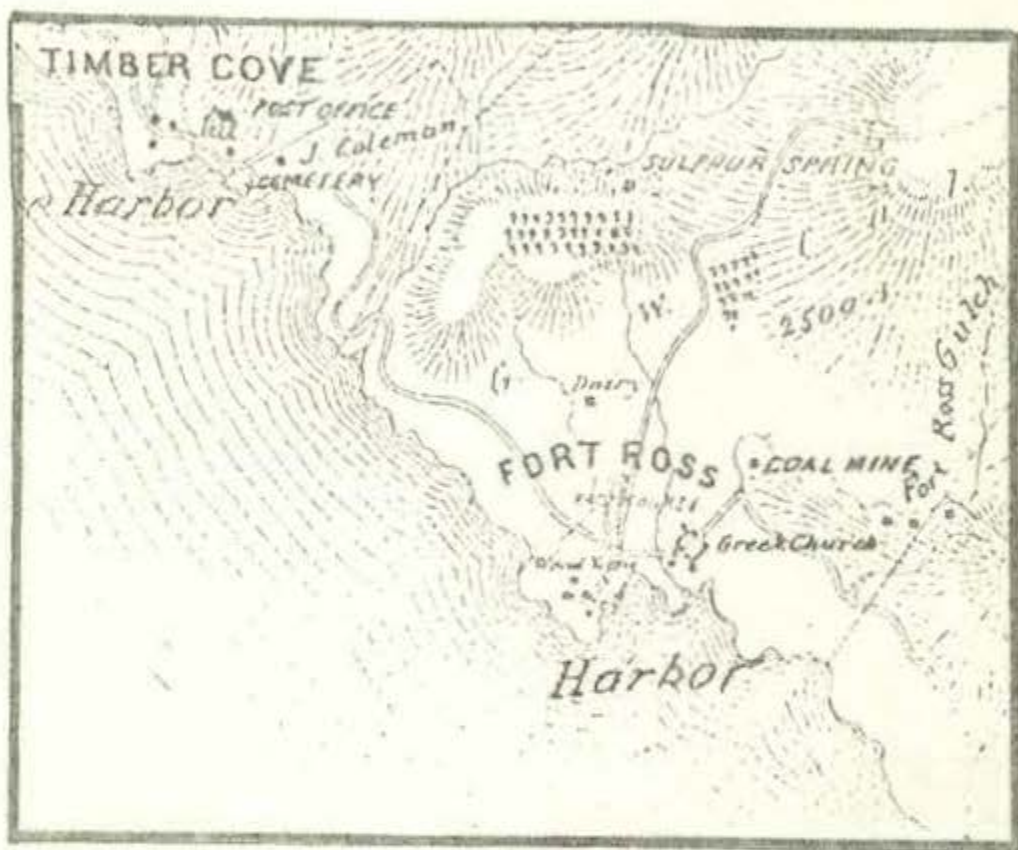 TIMBER COVE
POST OFFICE
J Coleman
CEMETERY
Harbor
SULPHUR SPRING
2500
W.
G.
Dairy
FORT ROSS
COAL MINE
Fort Ross Gulch
Greek Church
Harbor